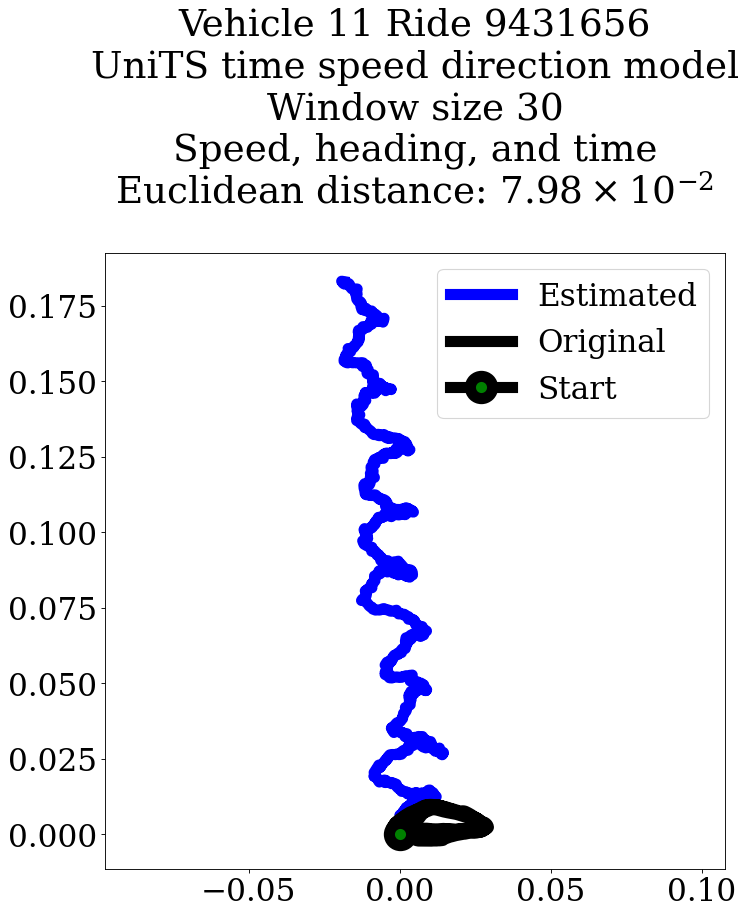 Vehicle 11 Ride 9431656
UniTS time speed direction model
Window size 30
Speed, heading, and time
Euclidean distance: 7.98 × 10⁻²
Estimated
Original
Start
0.175
0.150
0.125
0.100
0.075
0.050
0.025
0.000
−0.05 0.00 0.05 0.10